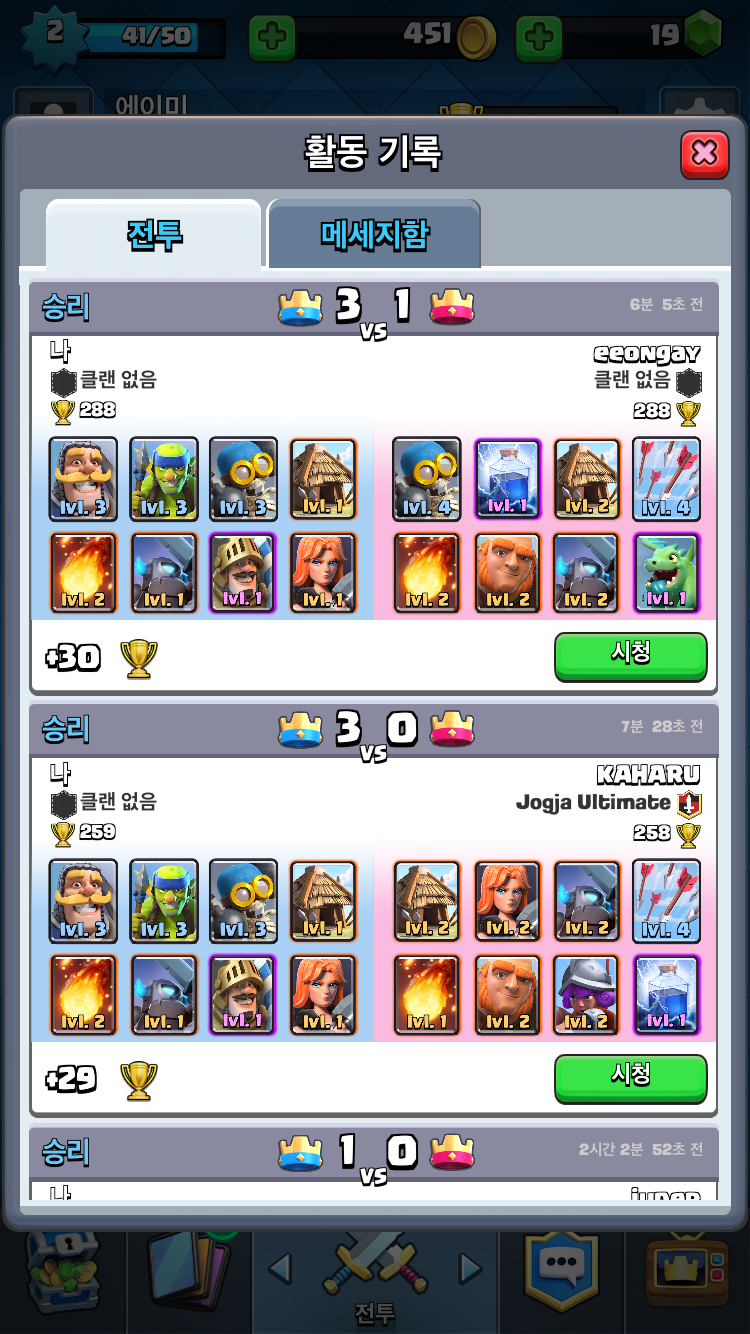 2 41/50 451 19
에이미
활동 기록
전투 메세지함
승리 3 vs 1 6분 5초 전
나 eeongay
클랜 없음 클랜 없음
288 288
lvl. 3 lvl. 3 lvl. 3 lvl. 1 lvl. 4 lvl. 1 lvl. 2 lvl. 4
lvl. 2 lvl. 1 lvl. 1 lvl. 1 lvl. 2 lvl. 2 lvl. 2 lvl. 1
+30 시청
승리 3 vs 0 7분 28초 전
나 KAHARU
클랜 없음 Jogja Ultimate
259 258
lvl. 3 lvl. 3 lvl. 3 lvl. 1 lvl. 2 lvl. 2 lvl. 2 lvl. 4
lvl. 2 lvl. 1 lvl. 1 lvl. 1 lvl. 1 lvl. 2 lvl. 2 lvl. 1
+29 시청
승리 1 vs 0 2시간 2분 52초 전
나
전투